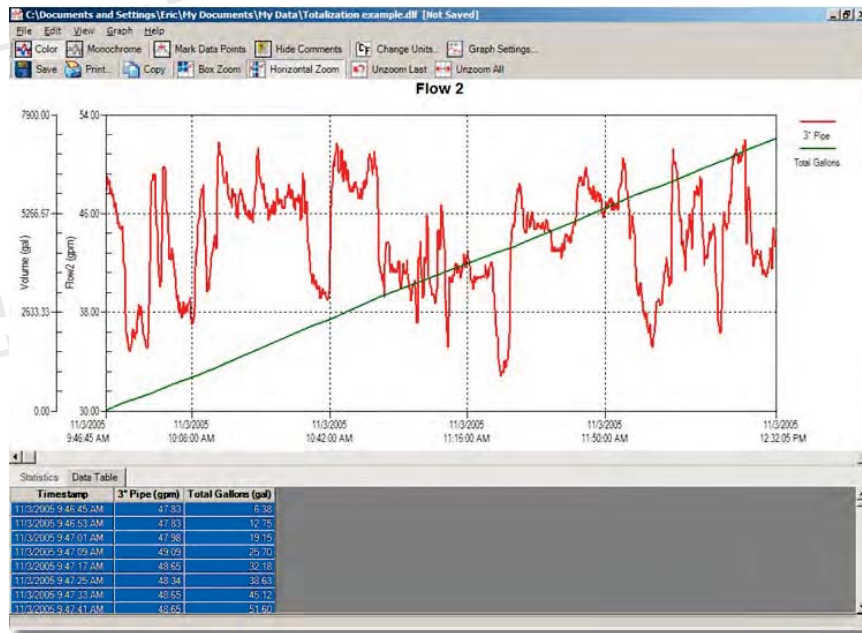 C:\Documents and Settings\Eric\My Documents\My Data\Totalization example.dlf [Not Saved]
File Edit View Graph Help
Color Monochrome Mark Data Points Hide Comments Change Units... Graph Settings...
Save Print... Copy Box Zoom Horizontal Zoom Unzoom Last Unzoom All
Flow 2
7900.00 54.00
5266.67 46.00
2633.33 38.00
0.00 30.00
Volume (gal)
Flow2 (gpm)
3" Pipe
Total Gallons
11/3/2005 11/3/2005 11/3/2005 11/3/2005 11/3/2005 11/3/2005
9:46:45 AM 10:08:00 AM 10:42:00 AM 11:16:00 AM 11:50:00 AM 12:32:05 PM
Statistics Data Table
Timestamp 3" Pipe (gpm) Total Gallons (gal)
11/3/2005 9:46:45 AM 47.83 6.38
11/3/2005 9:46:53 AM 47.83 12.75
11/3/2005 9:47:01 AM 47.98 19.15
11/3/2005 9:47:09 AM 49.09 25.70
11/3/2005 9:47:17 AM 48.65 32.18
11/3/2005 9:47:25 AM 48.34 38.63
11/3/2005 9:47:33 AM 48.65 45.12
11/3/2005 9:47:41 AM 48.65 51.60